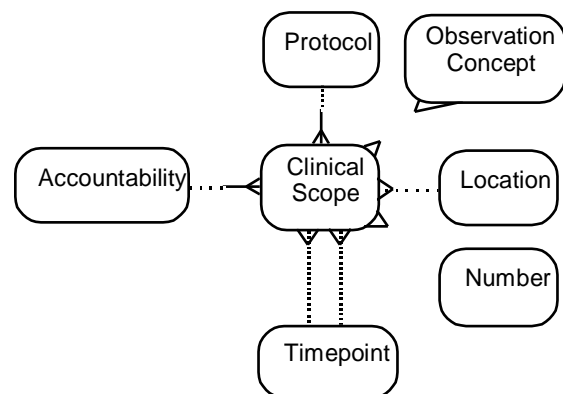 Protocol
Observation
Concept
Accountability
Clinical
Scope
Location
Number
Timepoint